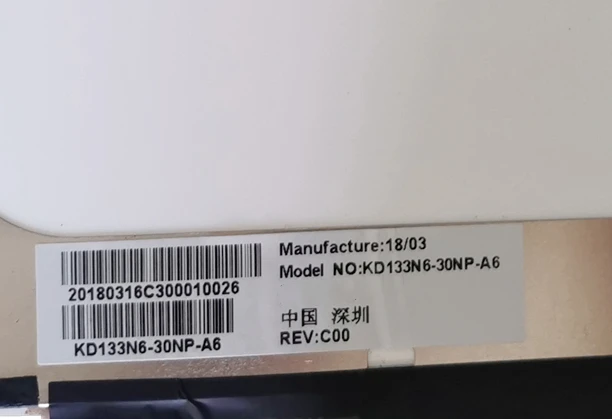 20180316C300010026
KD133N6-30NP-A6
Manufacture:18/03
Model NO:KD133N6-30NP-A6
中国 深圳
REV:C00